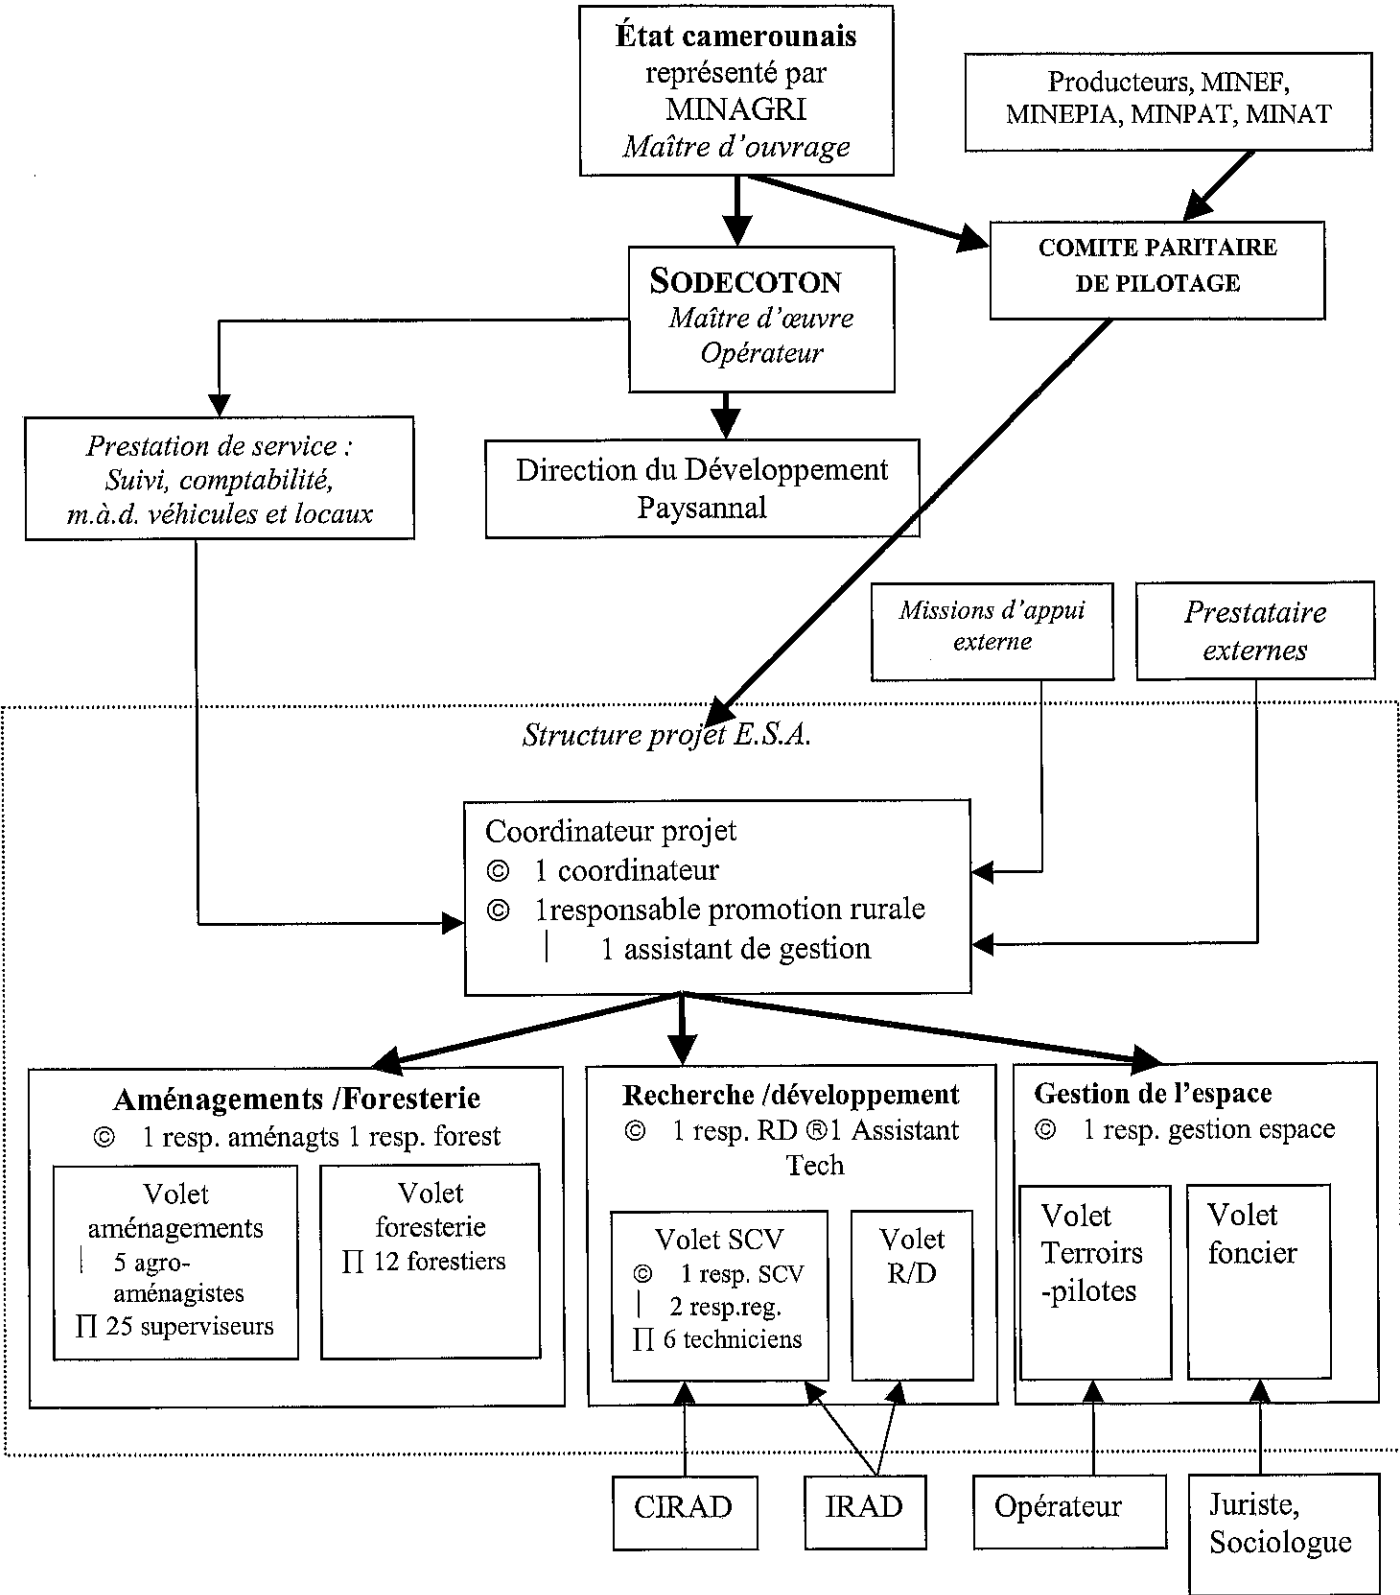 État camerounais
représenté par
MINAGRI
Maître d'ouvrage
Producteurs, MINEF,
MINEPIA, MINPAT, MINAT
COMITE PARITAIRE
DE PILOTAGE
SODECOTON
Maître d'œuvre
Opérateur
Prestation de service :
Suivi, comptabilité,
m.à.d. véhicules et locaux
Direction du Développement
Paysannal
Missions d'appui
externe
Prestataire
externes
Structure projet E.S.A.
Coordinateur projet
© 1 coordinateur
© 1responsable promotion rurale
| 1 assistant de gestion
Aménagements /Foresterie
© 1 resp. aménagts 1 resp. forest
Volet
aménagements
| 5 agro-
aménagistes
∏ 25 superviseurs
Volet
foresterie
∏ 12 forestiers
Recherche /développement
© 1 resp. RD ®1 Assistant
Tech
Volet SCV
© 1 resp. SCV
| 2 resp.reg.
∏ 6 techniciens
Volet
R/D
Gestion de l'espace
© 1 resp. gestion espace
Volet
Terroirs
-pilotes
Volet
foncier
CIRAD
IRAD
Opérateur
Juriste,
Sociologue